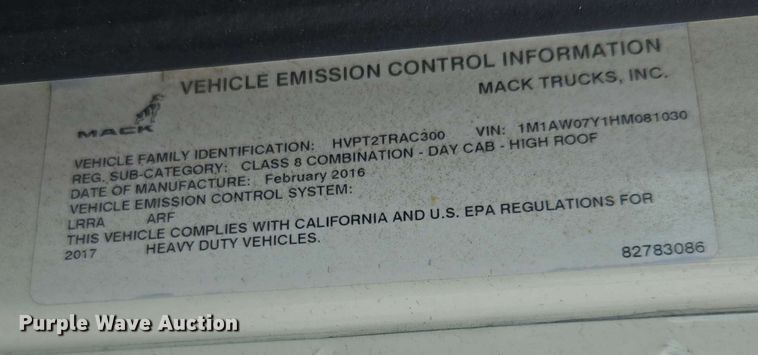 VEHICLE EMISSION CONTROL INFORMATION
MACK TRUCKS, INC.
MACK
VEHICLE FAMILY IDENTIFICATION: HVPT2TRAC300 VIN: 1M1AW07Y1HM081030
REG. SUB-CATEGORY: CLASS 8 COMBINATION - DAY CAB - HIGH ROOF
DATE OF MANUFACTURE: February 2016
VEHICLE EMISSION CONTROL SYSTEM:
LRRA ARF
THIS VEHICLE COMPLIES WITH CALIFORNIA AND U.S. EPA REGULATIONS FOR
2017 HEAVY DUTY VEHICLES.
82783086
Purple Wave Auction